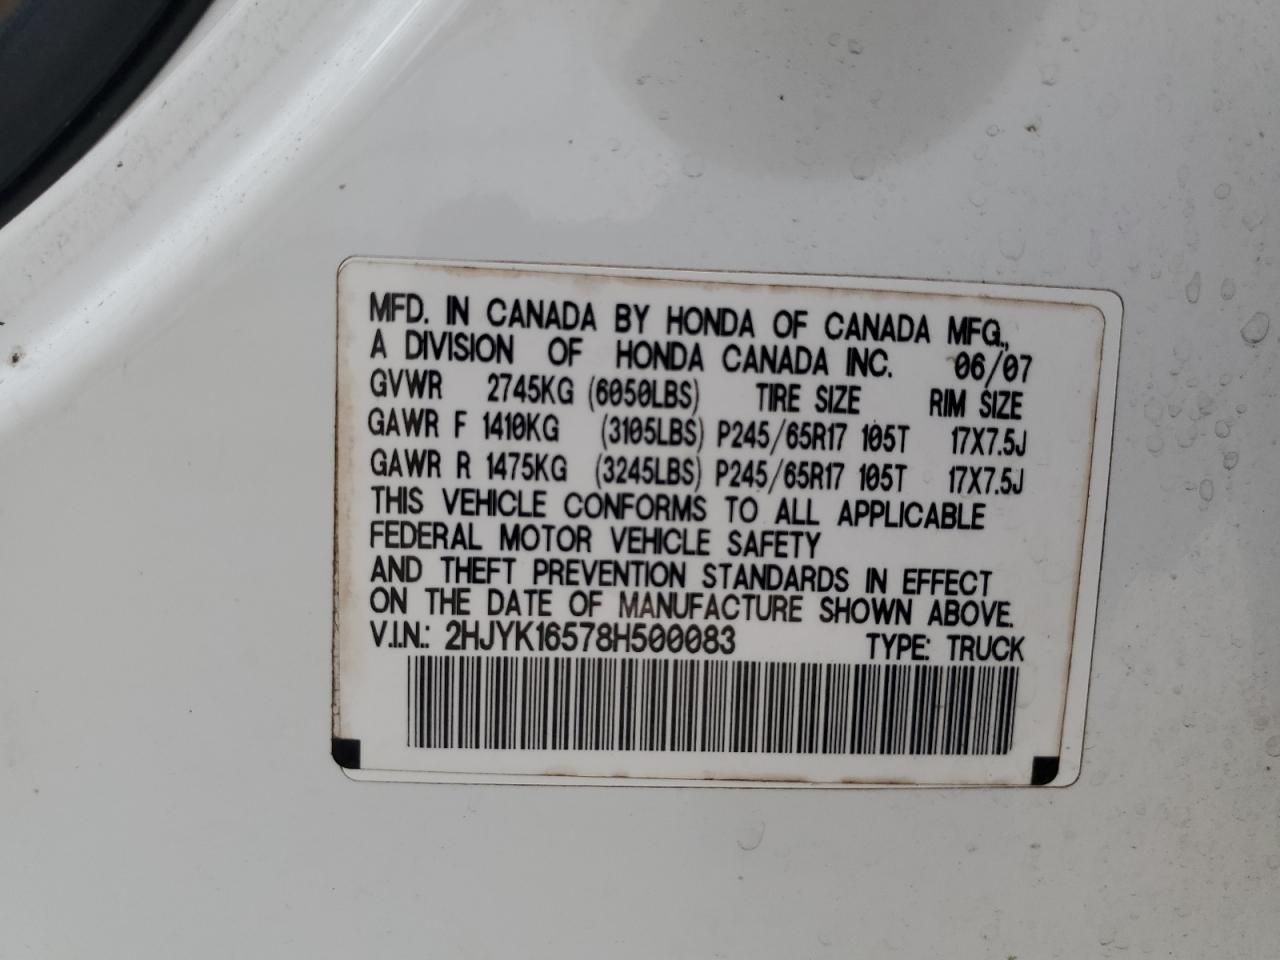 MFD. IN CANADA BY HONDA OF CANADA MFG.,
A DIVISION OF HONDA CANADA INC. 06/07
GVWR 2745KG (6050LBS) TIRE SIZE RIM SIZE
GAWR F 1410KG (3105LBS) P245/65R17 105T 17X7.5J
GAWR R 1475KG (3245LBS) P245/65R17 105T 17X7.5J
THIS VEHICLE CONFORMS TO ALL APPLICABLE
FEDERAL MOTOR VEHICLE SAFETY
AND THEFT PREVENTION STANDARDS IN EFFECT
ON THE DATE OF MANUFACTURE SHOWN ABOVE.
V.I.N.: 2HJYK16578H500083 TYPE: TRUCK